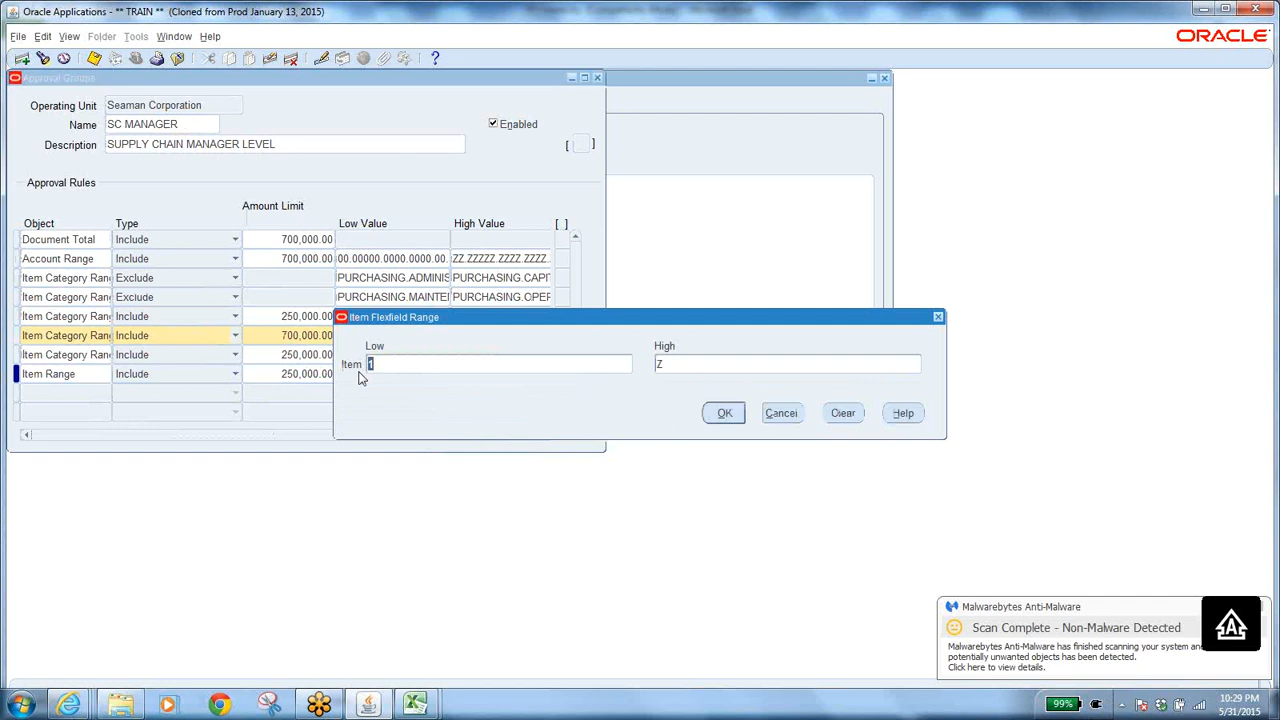 Oracle Applications - ** TRAIN ** (Cloned from Prod January 13, 2015)
File Edit View Folder Tools Window Help
ORACLE
Approval Groups
Operating Unit Seaman Corporation
Name SC MANAGER
Enabled
Description SUPPLY CHAIN MANAGER LEVEL
[ ]
Approval Rules
Amount Limit
Object Type Low Value High Value [ ]
Document Total Include 700,000.00
Account Range Include 700,000.00 00.00000.0000.0000.00. ZZ.ZZZZZ.ZZZZ.ZZZZ.
Item Category Rang Exclude PURCHASING.ADMINIS PURCHASING.CAPIT
Item Category Rang Exclude PURCHASING.MAINTEI PURCHASING.OPER
Item Category Rang Include 250,000.00
Item Category Rang Include 700,000.00
Item Category Rang Include 250,000.00
Item Range Include 250,000.00
Item Flexfield Range
Low High
Item 1 Z
OK Cancel Clear Help
Malwarebytes Anti-Malware
Scan Complete - Non-Malware Detected
Malwarebytes Anti-Malware has finished scanning your system and
potentially unwanted objects has been detected.
Click here to view details.
99%
10:29 PM
5/31/2015